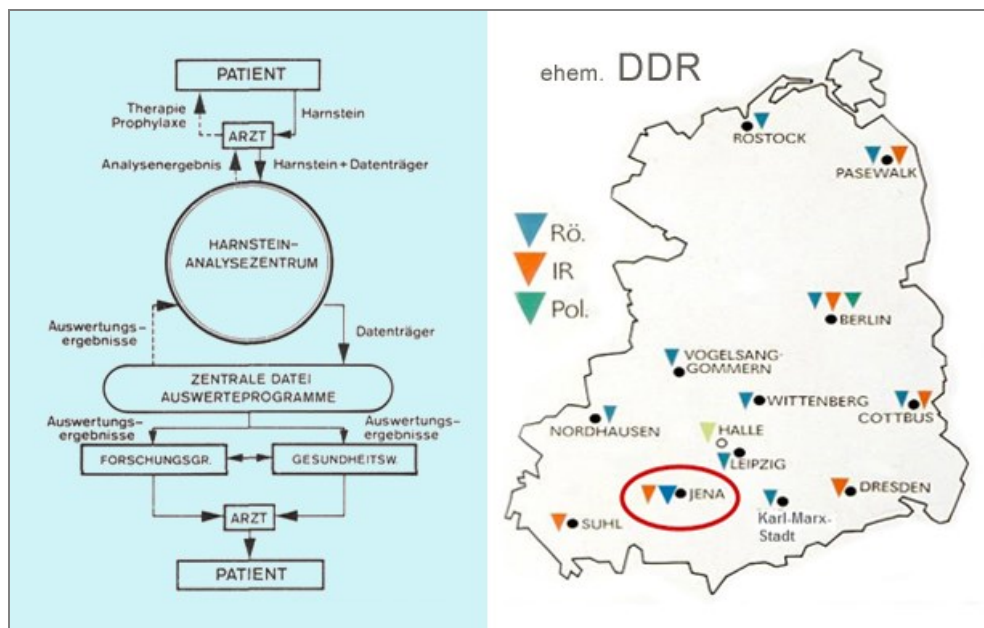 PATIENT
Therapie
Prophylaxe
Harnstein
ARZT
Analysenergebnis
Harnstein + Datenträger
HARNSTEIN-
ANALYSEZENTRUM
Auswertungs-
ergebnisse
Datenträger
ZENTRALE DATEI
AUSWERTEPROGRAMME
Auswertungs-
ergebnisse
Auswertungs-
ergebnisse
FORSCHUNGSGR.
GESUNDHEITSW.
ARZT
PATIENT
ehem. DDR
ROSTOCK
PASEWALK
Rö.
IR
Pol.
BERLIN
VOGELSANG-
GOMMERN
WITTENBERG
COTTBUS
NORDHAUSEN
HALLE
LEIPZIG
JENA
DRESDEN
Karl-Marx-
Stadt
SUHL